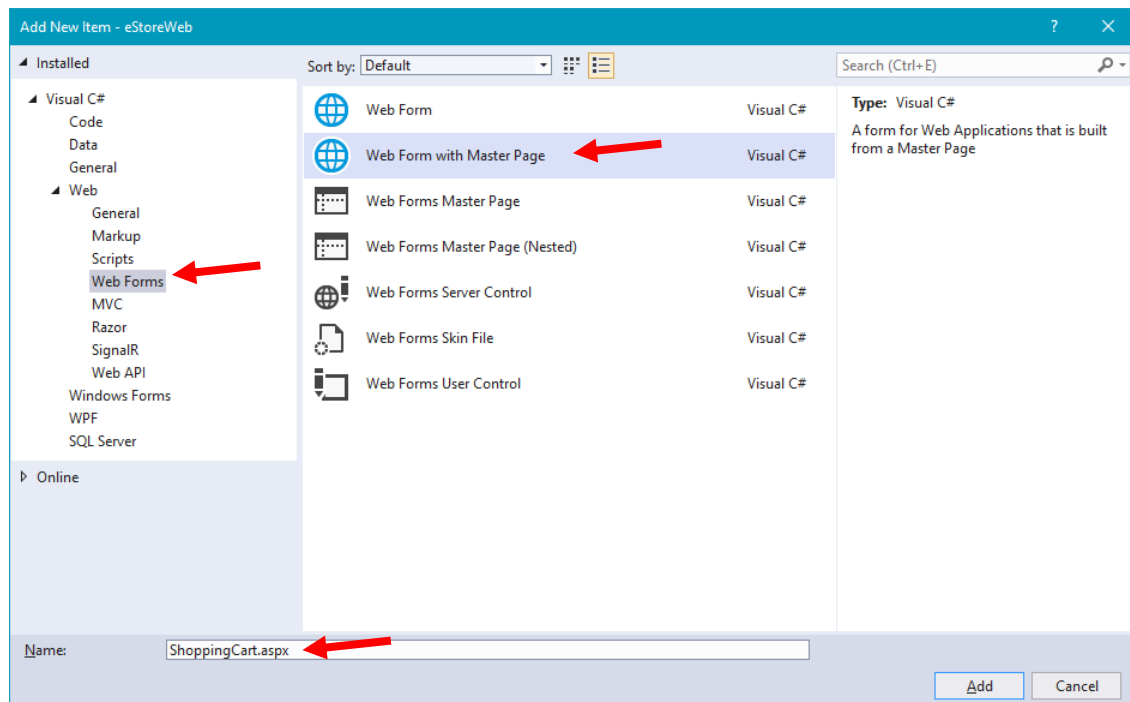 Add New Item - eStoreWeb
? ×
Installed
Sort by: Default
Search (Ctrl+E)
Visual C#
Code
Data
General
Web
General
Markup
Scripts
Web Forms
MVC
Razor
SignalR
Web API
Windows Forms
WPF
SQL Server
Online
Web Form Visual C#
Web Form with Master Page Visual C#
Web Forms Master Page Visual C#
Web Forms Master Page (Nested) Visual C#
Web Forms Server Control Visual C#
Web Forms Skin File Visual C#
Web Forms User Control Visual C#
Type: Visual C#
A form for Web Applications that is built
from a Master Page
Name: ShoppingCart.aspx
Add Cancel